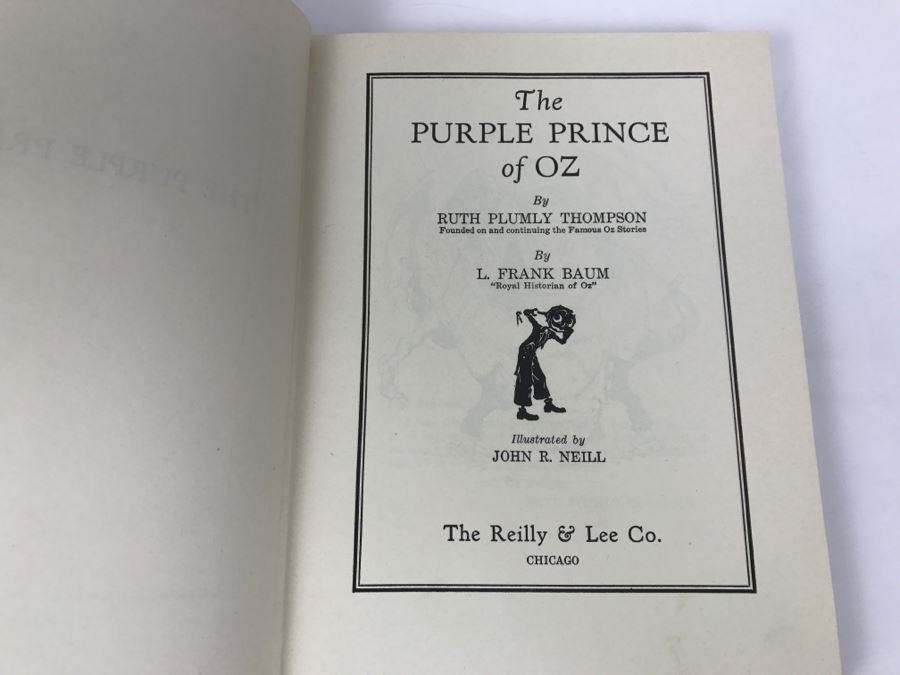 The
PURPLE PRINCE
of OZ
By
RUTH PLUMLY THOMPSON
Founded on and continuing the Famous Oz Stories
By
L. FRANK BAUM
"Royal Historian of Oz"
Illustrated by
JOHN R. NEILL
The Reilly & Lee Co.
CHICAGO